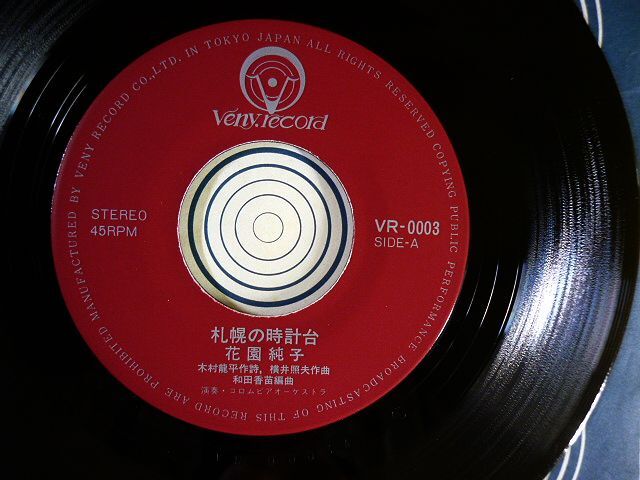 MANUFACTURED BY VENY RECORD CO.,LTD. IN TOKYO JAPAN ALL RIGHTS RESERVED COPYING PUBLIC PERFORMANCE BROADCASTING OF THIS RECORD ARE PROHIBITED
Veny.record
STEREO
45RPM
VR-0003
SIDE-A
札幌の時計台
花園純子
木村龍平作詩，横井照夫作曲
和田香苗編曲
演奏・コロムビアオーケストラ